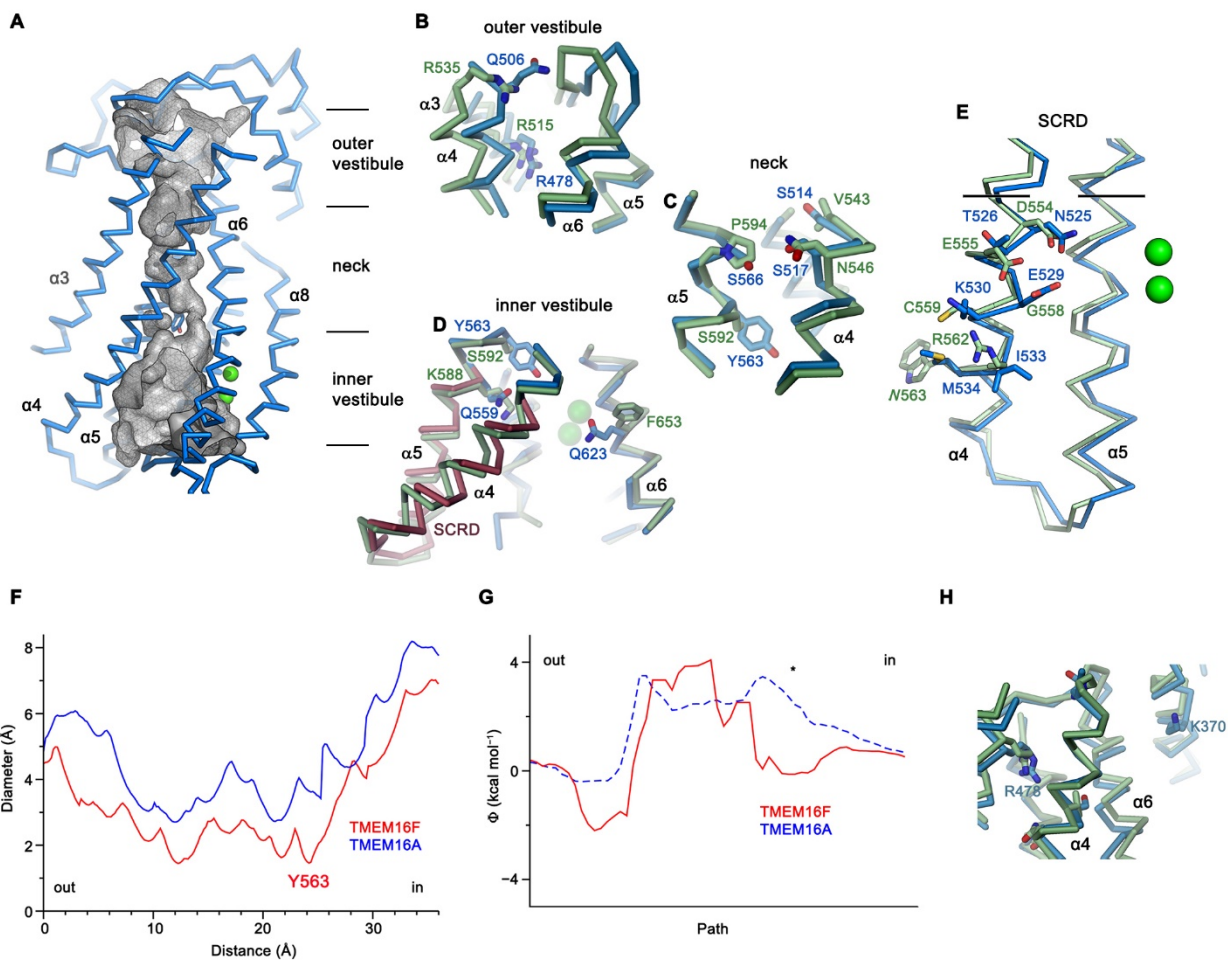 A
outer
vestibule
α6
neck
α3
α8
inner
vestibule
α4
α5
B
outer vestibule
Q506
R535
α3
R515
α4
R478
α5
α6
C
neck
S514
V543
P594
S566
S517
N546
α5
S592
Y563
α4
D
inner vestibule
Y563
S592
K588
Q559
F653
Q623
α5
α4
α6
SCRD
E
SCRD
D554
T526
N525
E555
E529
K530
C559
G558
R562
I533
N563
M534
α4
α5
F
Diameter (Å)
8
6
4
2
0
TMEM16F
TMEM16A
Y563
out
in
0
10
20
30
Distance (Å)
G
Φ (kcal mol⁻¹)
4
0
−4
out
*
in
TMEM16F
TMEM16A
Path
H
K370
R478
α6
α4